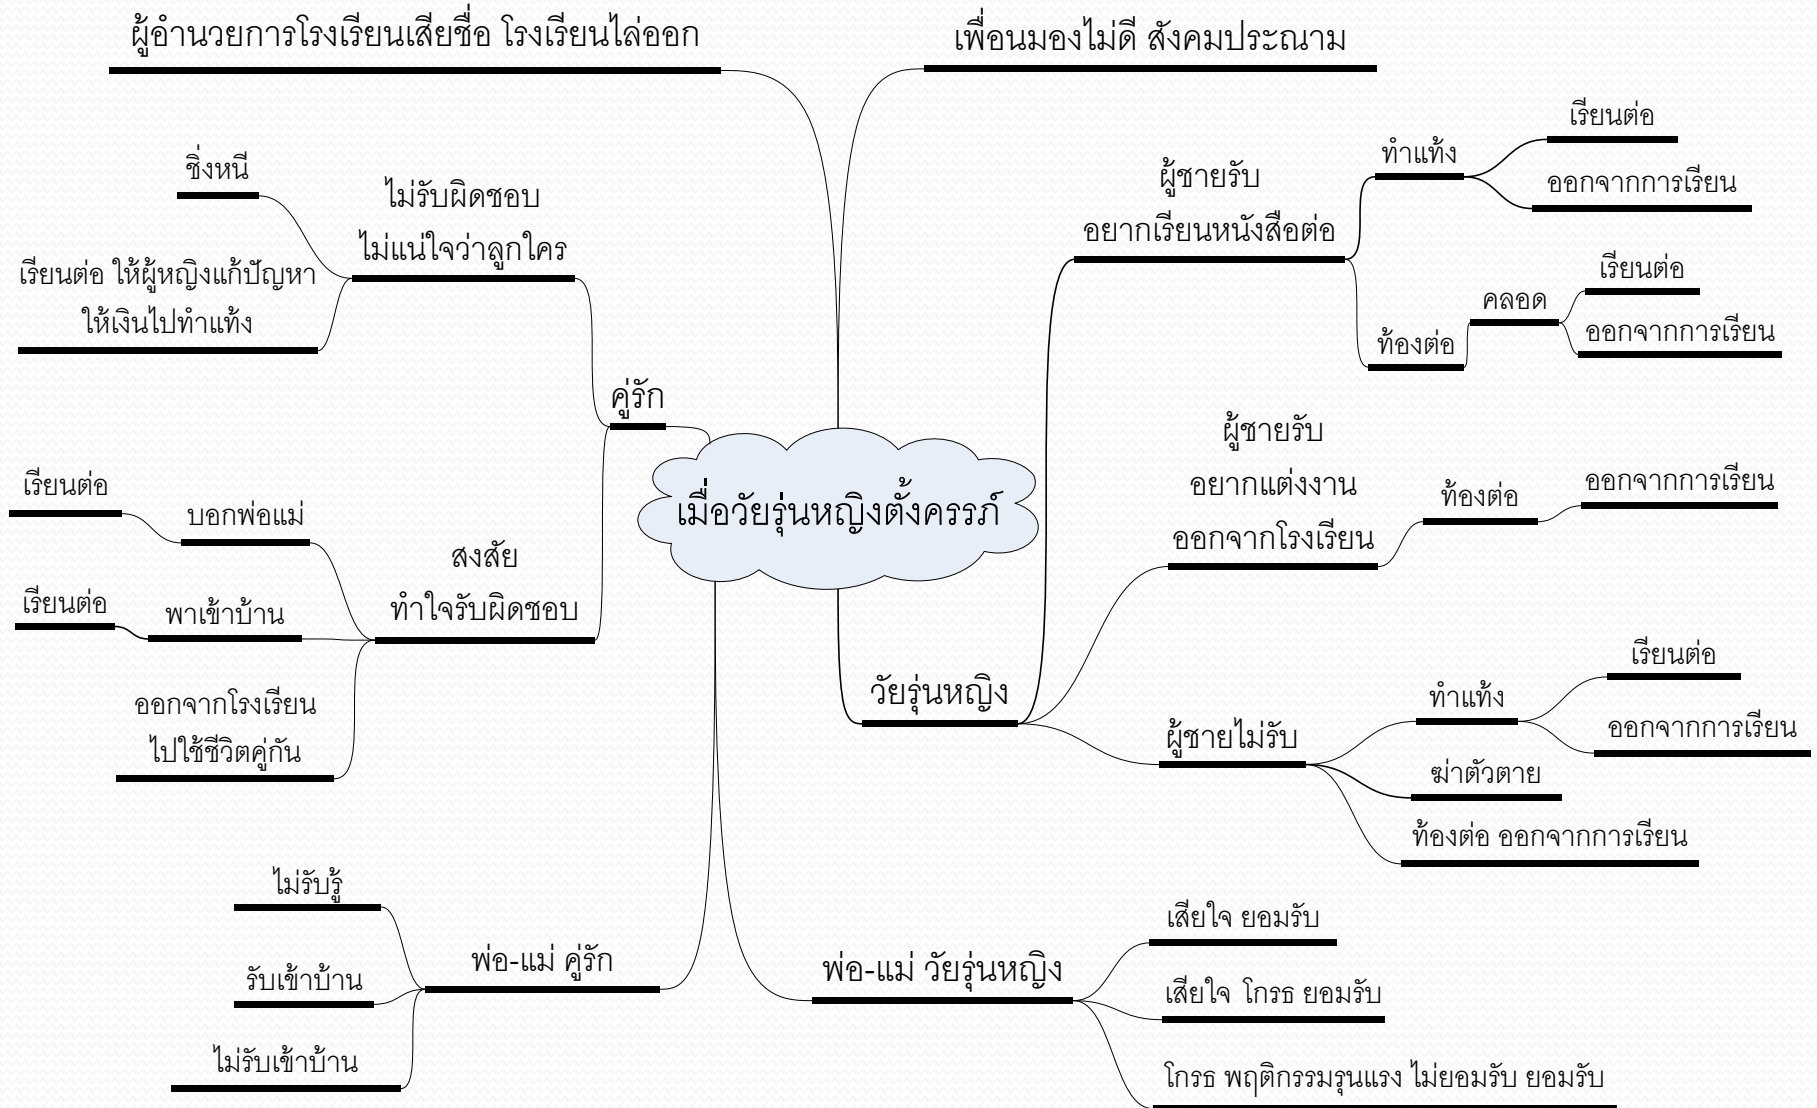 ผู้อำนวยการโรงเรียนเสียชื่อ โรงเรียนไล่ออก
เพื่อนมองไม่ดี สังคมประณาม
ชิ่งหนี
ไม่รับผิดชอบ
ไม่แน่ใจว่าลูกใคร
เรียนต่อ ให้ผู้หญิงแก้ปัญหา
ให้เงินไปทำแท้ง
คู่รัก
เรียนต่อ
บอกพ่อแม่
สงสัย
ทำใจรับผิดชอบ
เรียนต่อ
พาเข้าบ้าน
ออกจากโรงเรียน
ไปใช้ชีวิตคู่กัน
เมื่อวัยรุ่นหญิงตั้งครรภ์
ผู้ชายรับ
อยากเรียนหนังสือต่อ
ทำแท้ง
เรียนต่อ
ออกจากการเรียน
ท้องต่อ
คลอด
เรียนต่อ
ออกจากการเรียน
ผู้ชายรับ
อยากแต่งงาน
ออกจากโรงเรียน
ท้องต่อ
ออกจากการเรียน
วัยรุ่นหญิง
ผู้ชายไม่รับ
ทำแท้ง
เรียนต่อ
ออกจากการเรียน
ฆ่าตัวตาย
ท้องต่อ ออกจากการเรียน
ไม่รับรู้
พ่อ-แม่ คู่รัก
รับเข้าบ้าน
ไม่รับเข้าบ้าน
พ่อ-แม่ วัยรุ่นหญิง
เสียใจ ยอมรับ
เสียใจ โกรธ ยอมรับ
โกรธ พฤติกรรมรุนแรง ไม่ยอมรับ ยอมรับ